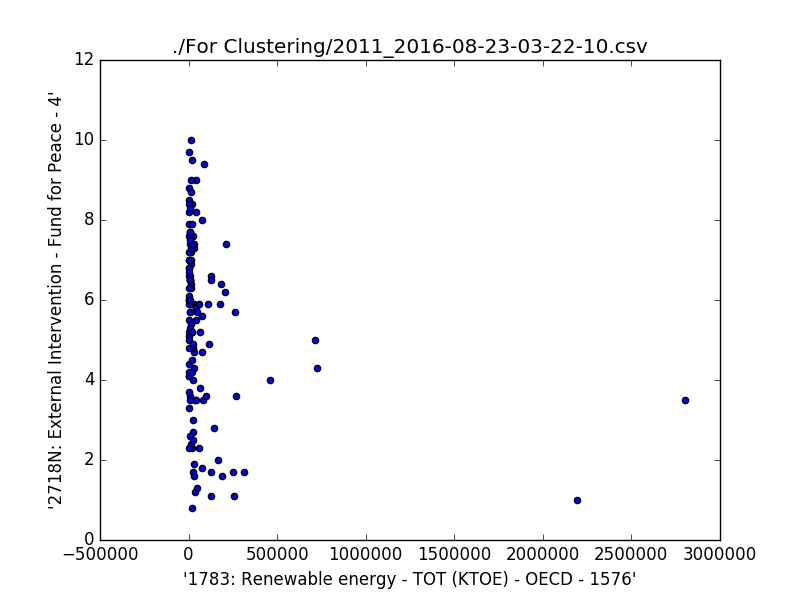 ./For Clustering/2011_2016-08-23-03-22-10.csv
'2718N: External Intervention - Fund for Peace - 4'
12
10
8
6
4
2
0
−500000 0 500000 1000000 1500000 2000000 2500000 3000000
'1783: Renewable energy - TOT (KTOE) - OECD - 1576'